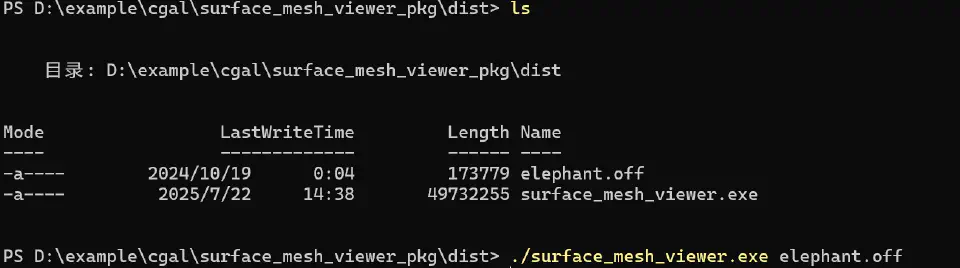 PS D:\example\cgal\surface_mesh_viewer_pkg\dist> ls
目录: D:\example\cgal\surface_mesh_viewer_pkg\dist
Mode LastWriteTime Length Name
---- ------------- ------ ----
-a---- 2024/10/19 0:04 173779 elephant.off
-a---- 2025/7/22 14:38 49732255 surface_mesh_viewer.exe
PS D:\example\cgal\surface_mesh_viewer_pkg\dist> ./surface_mesh_viewer.exe elephant.off